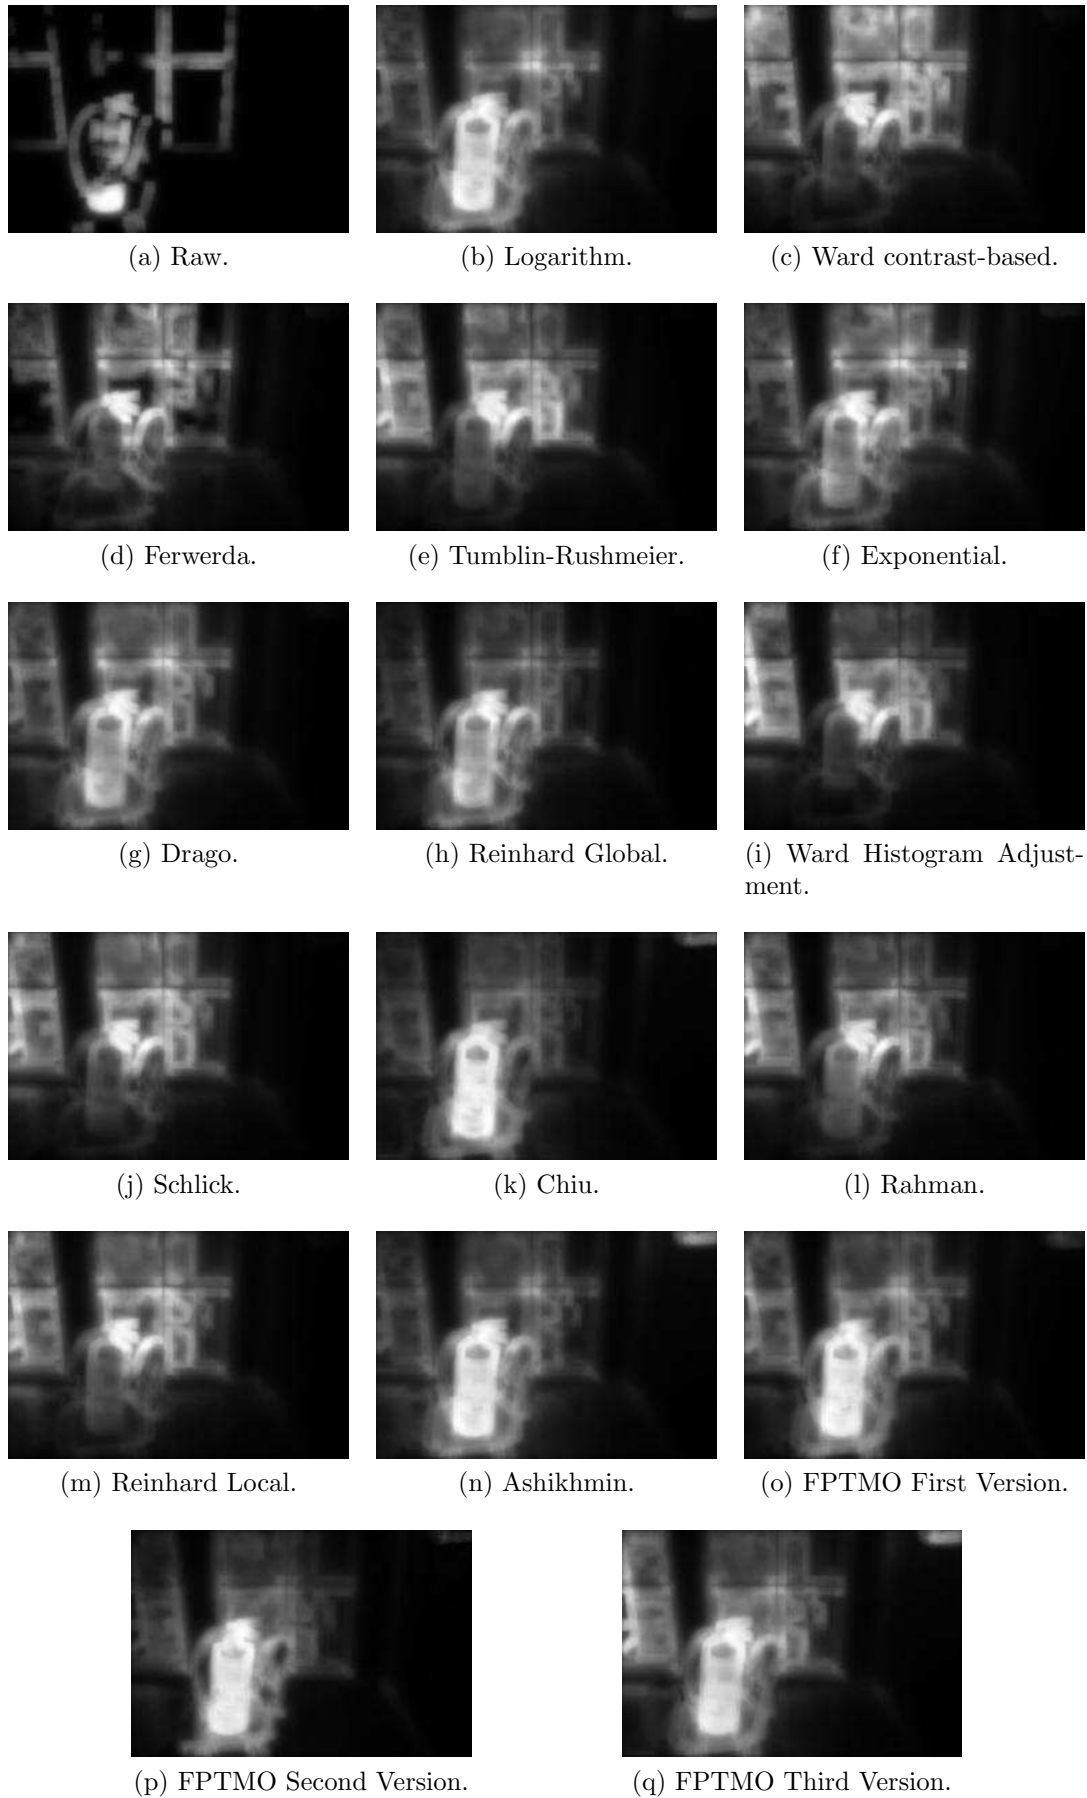 (a) Raw.
(b) Logarithm.
(c) Ward contrast-based.
(d) Ferwerda.
(e) Tumblin-Rushmeier.
(f) Exponential.
(g) Drago.
(h) Reinhard Global.
(i) Ward Histogram Adjust-
ment.
(j) Schlick.
(k) Chiu.
(l) Rahman.
(m) Reinhard Local.
(n) Ashikhmin.
(o) FPTMO First Version.
(p) FPTMO Second Version.
(q) FPTMO Third Version.